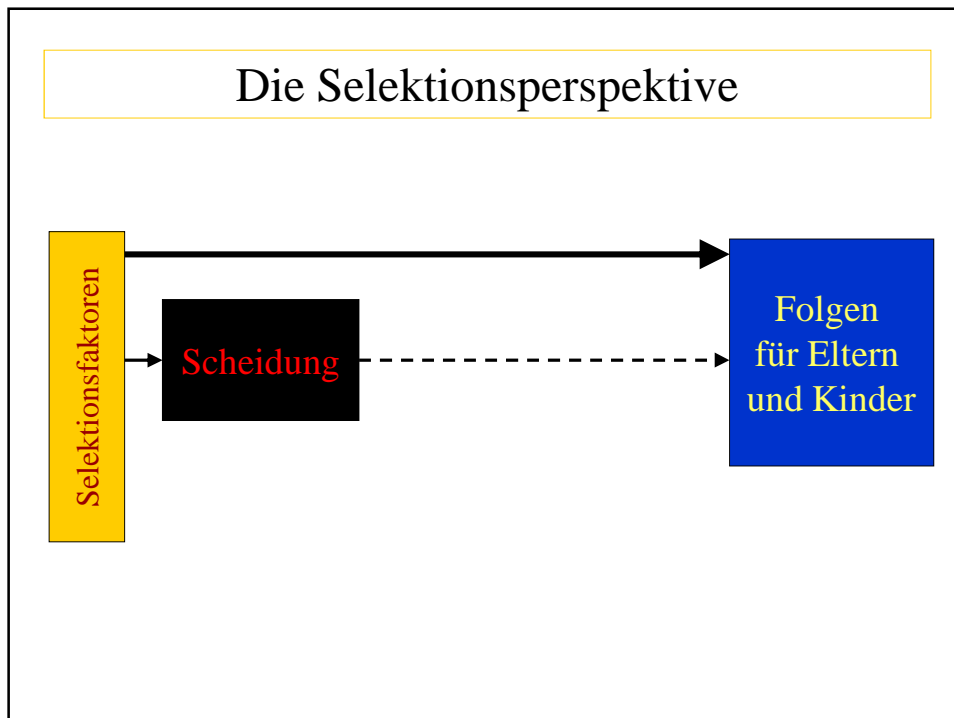 Die Selektionsperspektive
Selektionsfaktoren
Scheidung
Folgen
für Eltern
und Kinder